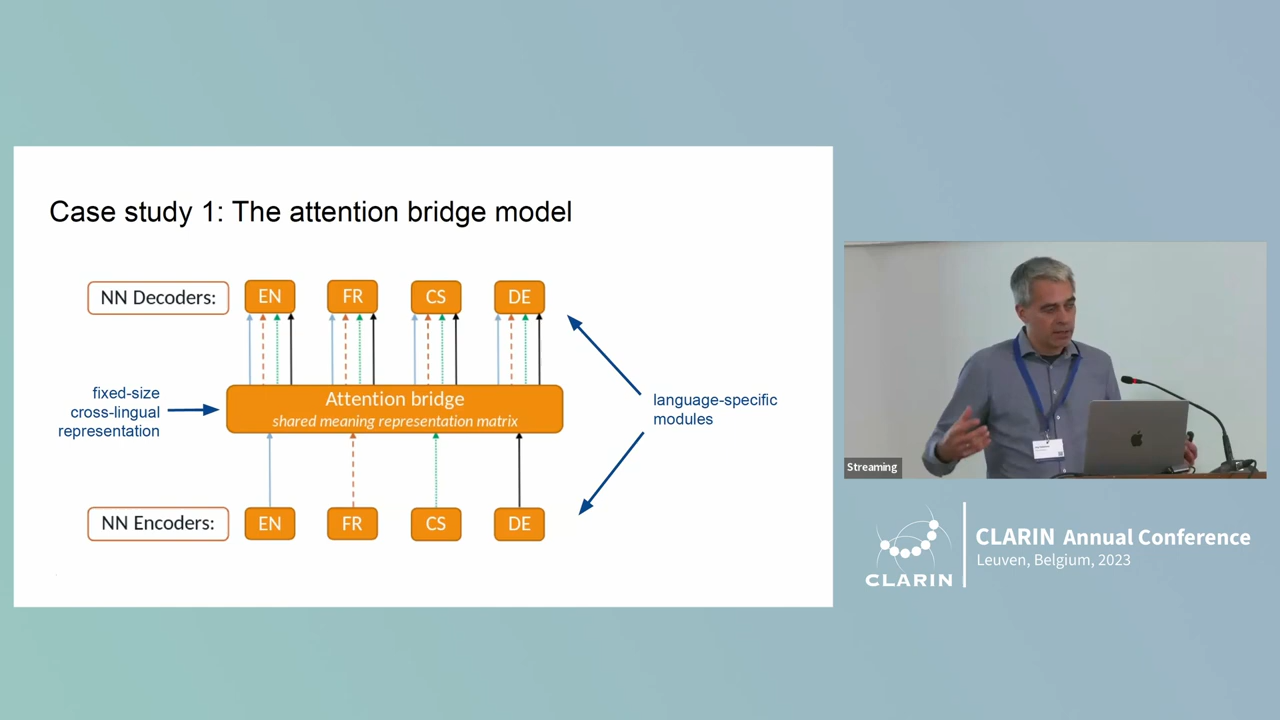 Case study 1: The attention bridge model
NN Decoders:
EN
FR
CS
DE
fixed-size
cross-lingual
representation
Attention bridge
shared meaning representation matrix
language-specific
modules
NN Encoders:
EN
FR
CS
DE
Streaming
CLARIN
CLARIN Annual Conference
Leuven, Belgium, 2023